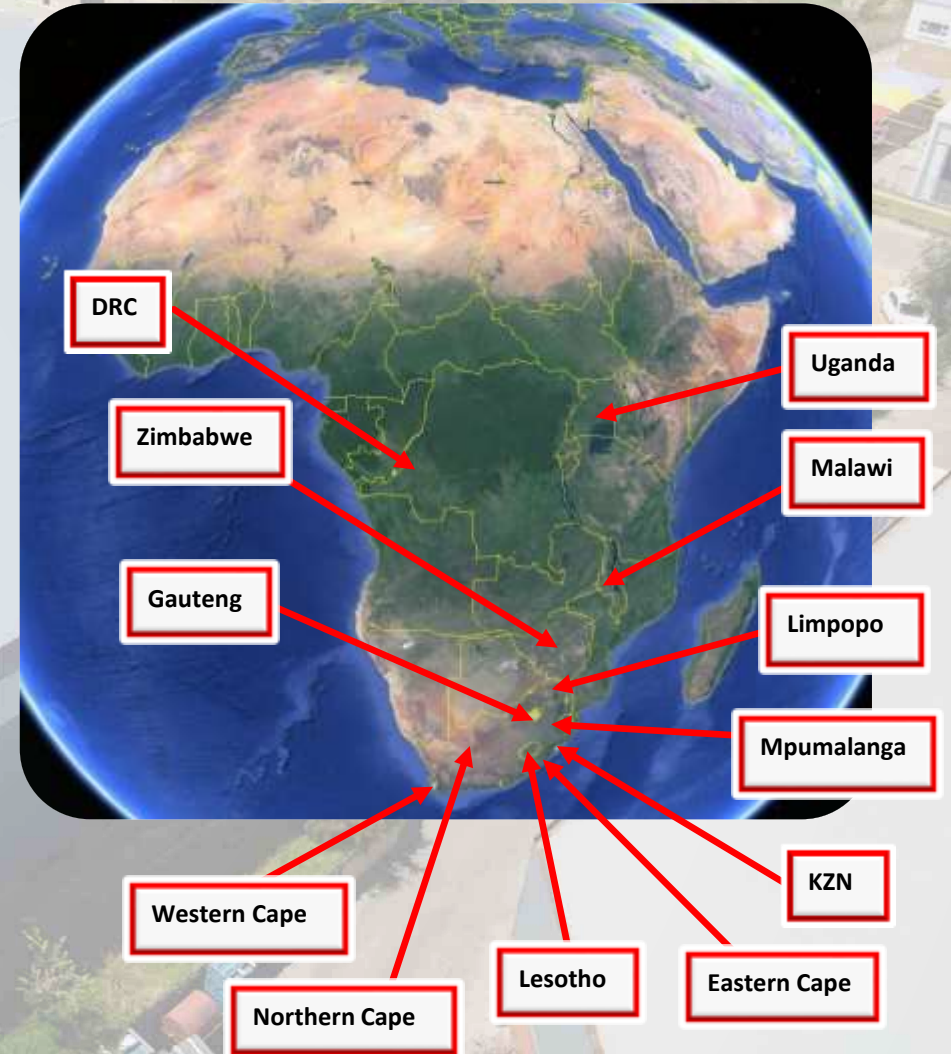 DRC
Uganda
Zimbabwe
Malawi
Gauteng
Limpopo
Mpumalanga
KZN
Western Cape
Lesotho
Eastern Cape
Northern Cape